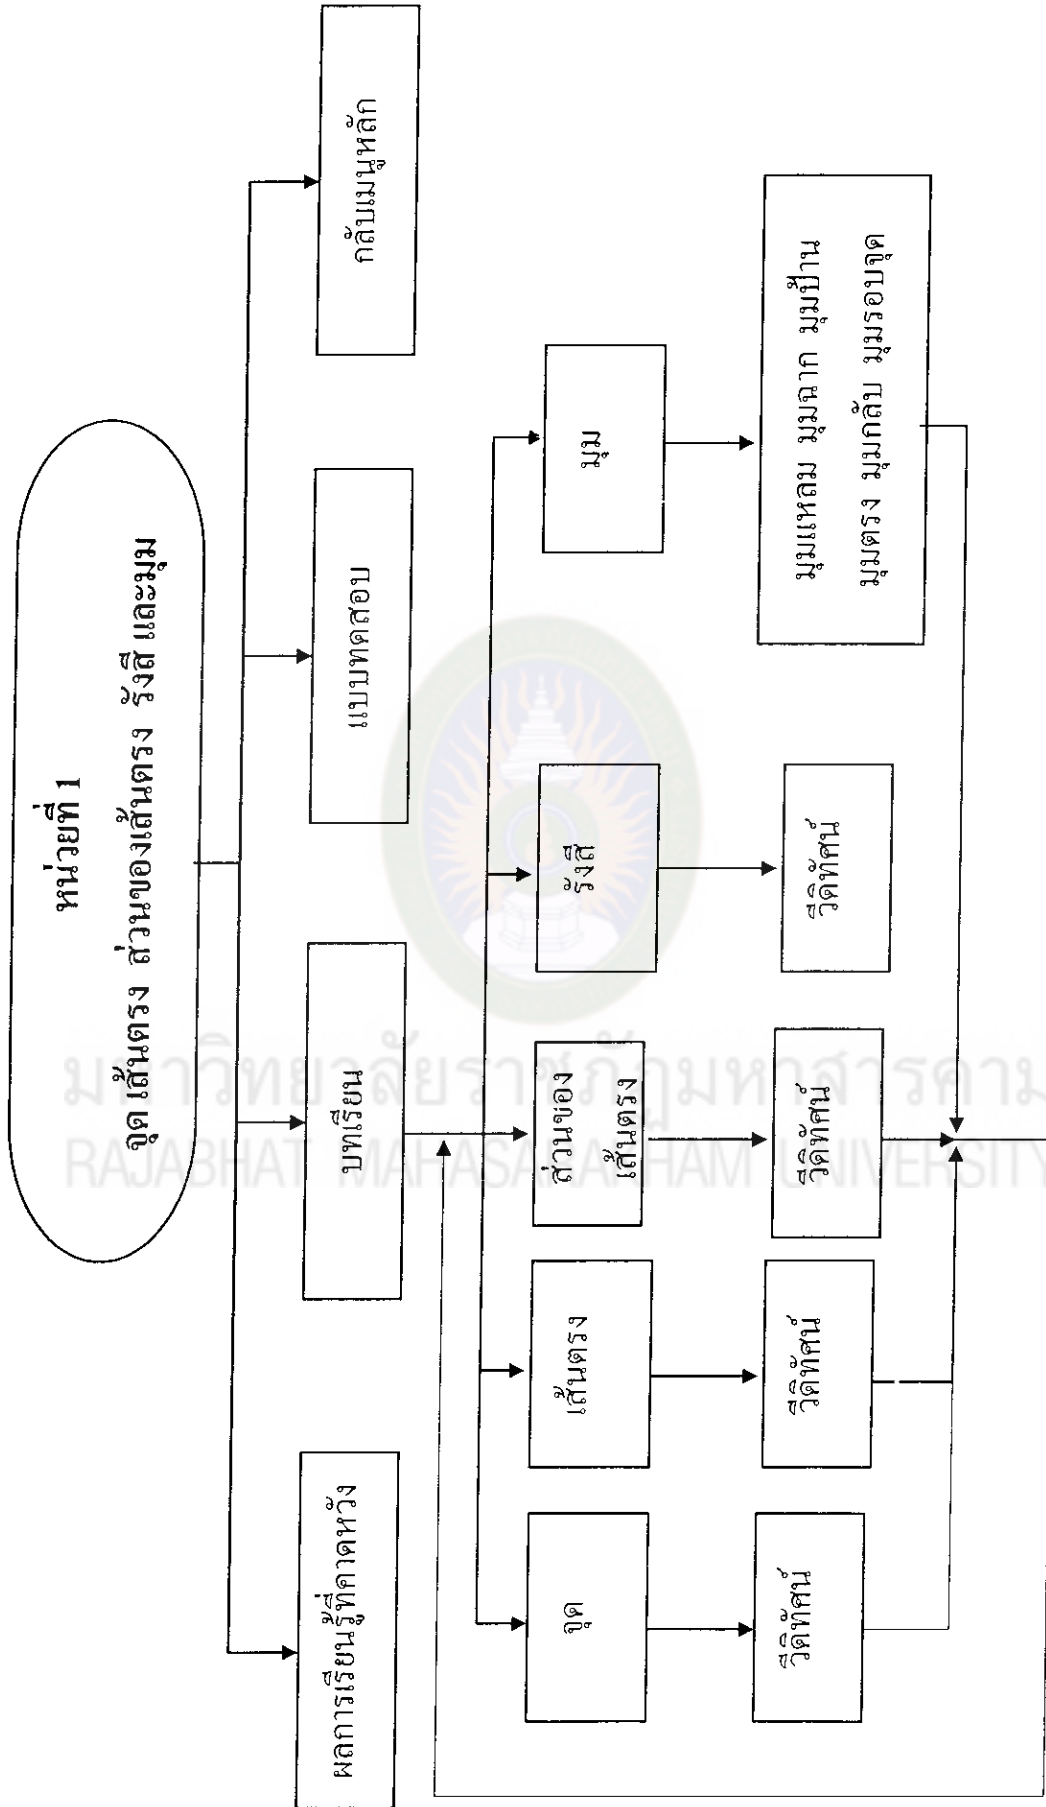 หน่วยที่ 1
จุด เส้นตรง ส่วนของเส้นตรง รังสี และมุม
ผลการเรียนรู้ที่คาดหวัง
บทเรียน
แบบทดสอบ
กลับเมนูหลัก
จุด
เส้นตรง
ส่วนของ
เส้นตรง
รังสี
มุม
วีดิทัศน์
วีดิทัศน์
วีดิทัศน์
วีดิทัศน์
มุมแหลม มุมฉาก มุมป้าน
มุมตรง มุมกลับ มุมรอบจุด
มหาวิทยาลัยราชภัฏมหาสารคาม
RAJABHAT MAHASARAKHAM UNIVERSITY